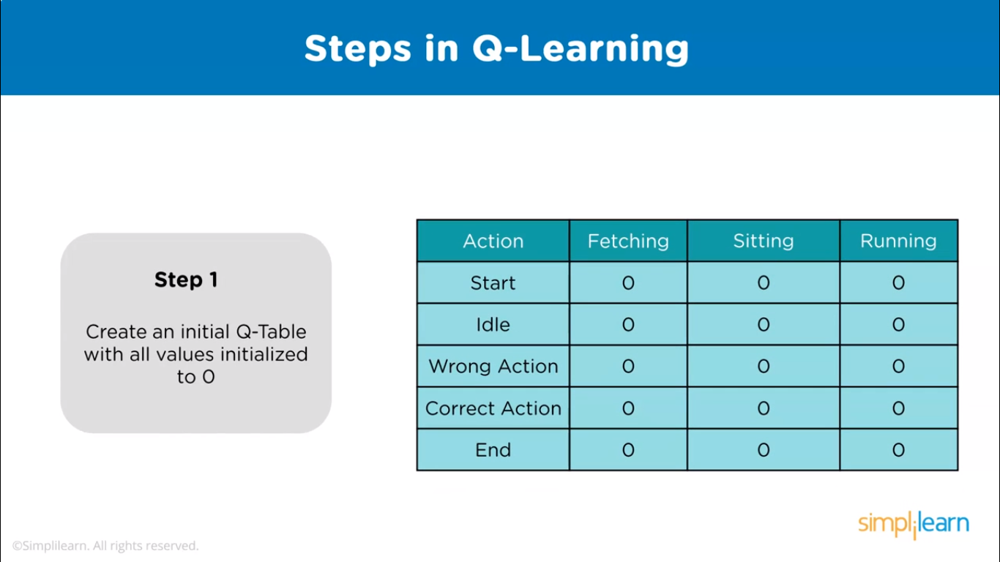 Steps in Q-Learning
Step 1
Create an initial Q-Table
with all values initialized
to 0
Action Fetching Sitting Running
Start 0 0 0
Idle 0 0 0
Wrong Action 0 0 0
Correct Action 0 0 0
End 0 0 0
simplilearn
©Simplilearn. All rights reserved.